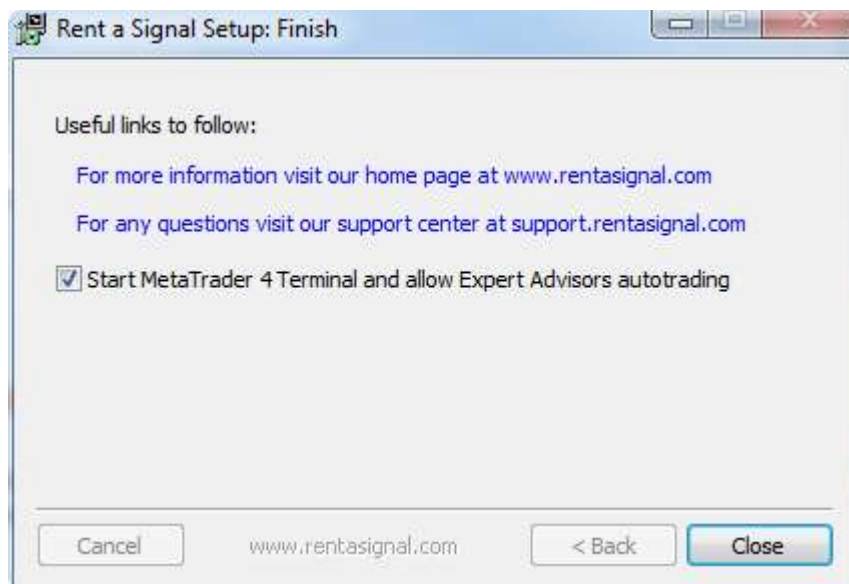 Rent a Signal Setup: Finish
Useful links to follow:
For more information visit our home page at www.rentasignal.com
For any questions visit our support center at support.rentasignal.com
Start MetaTrader 4 Terminal and allow Expert Advisors autotrading
Cancel www.rentasignal.com < Back Close